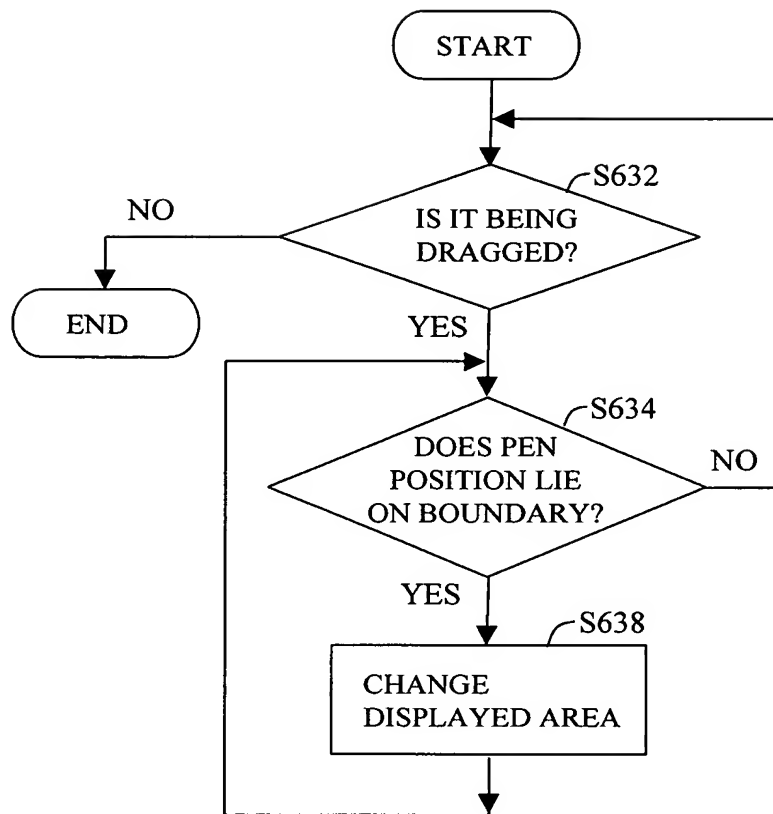 START
S632
NO
IS IT BEING
DRAGGED?
END
YES
S634
DOES PEN
POSITION LIE
ON BOUNDARY?
NO
YES
S638
CHANGE
DISPLAYED AREA